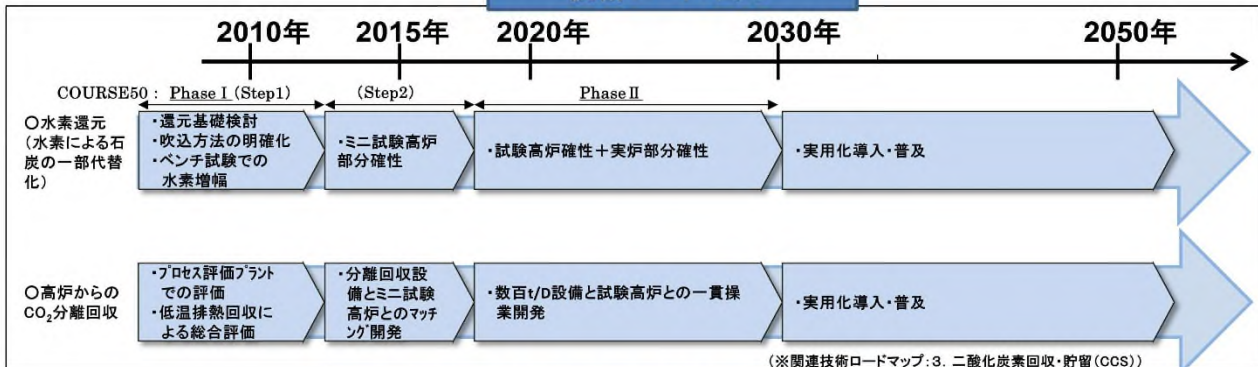 2010年 2015年 2020年 2030年 2050年
COURSE50 : Phase I (Step1) (Step2) Phase II
○水素還元
(水素による石
炭の一部代替
化)
・還元基礎検討
・吹込方法の明確化
・ベンチ試験での
水素増幅
・ミニ試験高炉
部分確性
・試験高炉確性+実炉部分確性
・実用化導入・普及
○高炉からの
CO₂分離回収
・プロセス評価プラント
での評価
・低温排熱回収に
よる総合評価
・分離回収設
備とミニ試験
高炉とのマッ
チング開発
・数百t/D設備と試験高炉との一貫操
業開発
・実用化導入・普及
(※関連技術ロードマップ:3. 二酸化炭素回収・貯留(CCS))